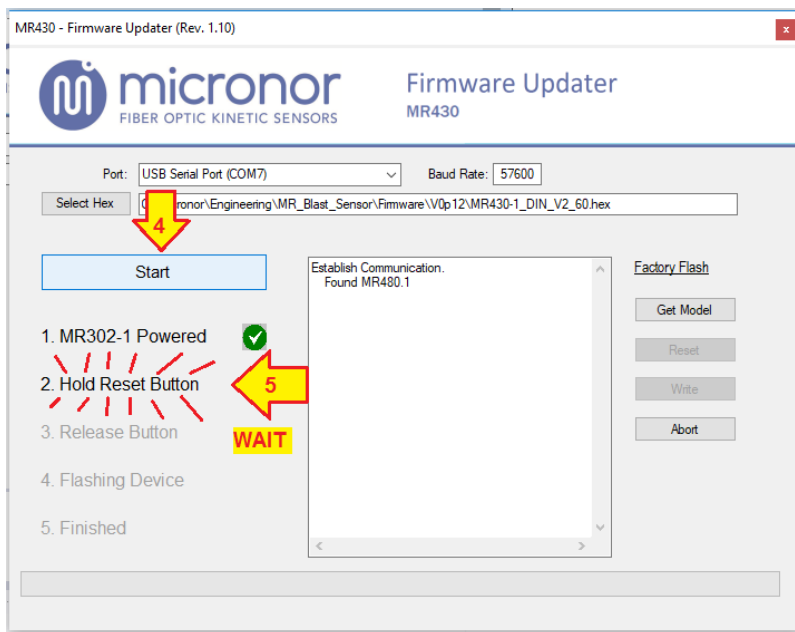 MR430 - Firmware Updater (Rev. 1.10)
x
micronor
FIBER OPTIC KINETIC SENSORS
Firmware Updater
MR430
Port: USB Serial Port (COM7) Baud Rate: 57600
Select Hex \Engineering\MR_Blast_Sensor\Firmware\V0p12\MR430-1_DIN_V2_60.hex
4
Start
Establish Communication.
Found MR480.1
Factory Flash
Get Model
Reset
Write
Abort
1. MR302-1 Powered
2. Hold Reset Button
5
3. Release Button
WAIT
4. Flashing Device
5. Finished